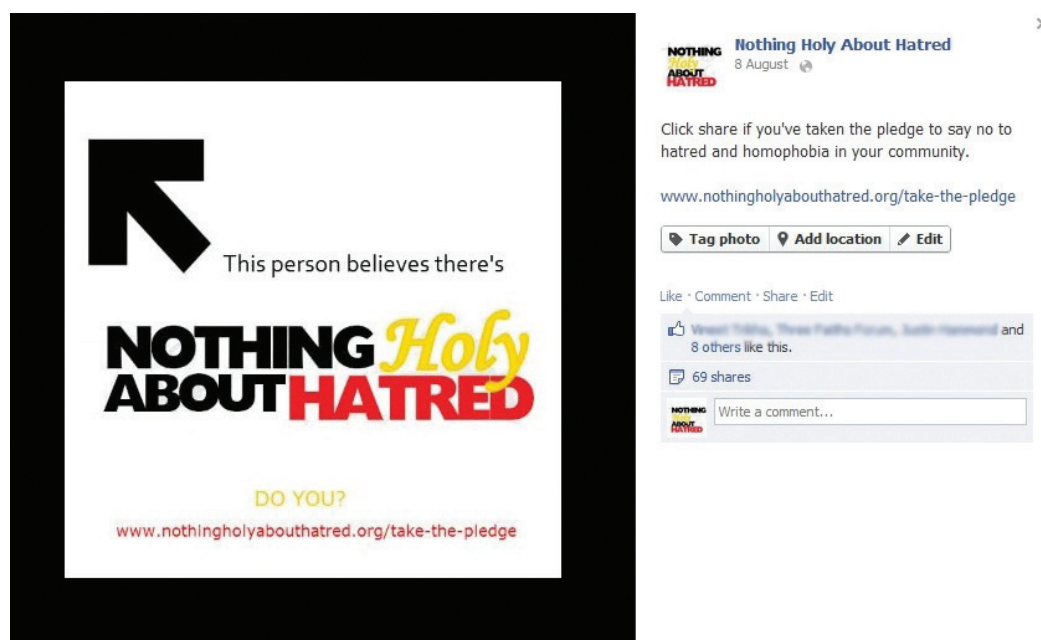 This person believes there's
NOTHING Holy
ABOUT HATRED
DO YOU?
www.nothingholyabouthatred.org/take-the-pledge
NOTHING
Holy
ABOUT
HATRED
Nothing Holy About Hatred
8 August
Click share if you've taken the pledge to say no to
hatred and homophobia in your community.
www.nothingholyabouthatred.org/take-the-pledge
Tag photo Add location Edit
Like · Comment · Share · Edit
and
8 others like this.
69 shares
NOTHING
Holy
ABOUT
HATRED
Write a comment...